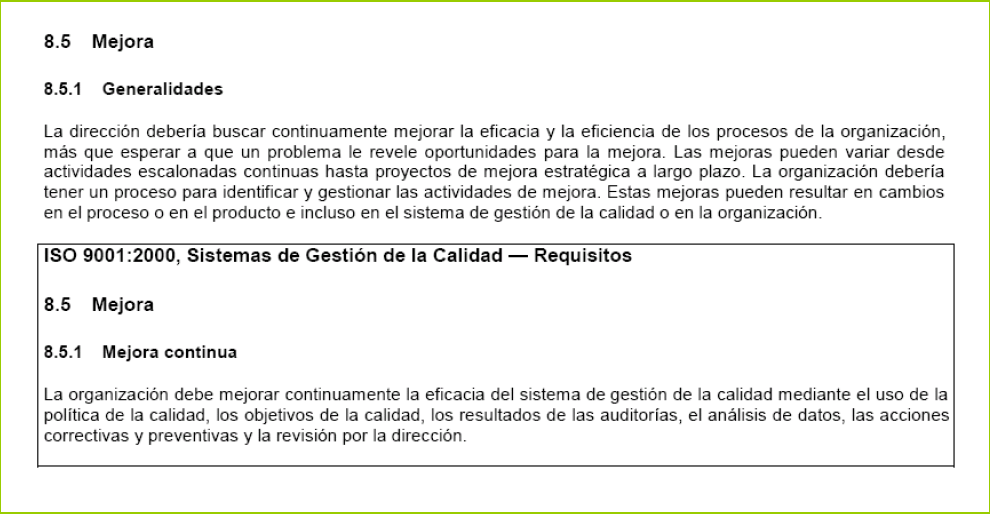 8.5 Mejora
8.5.1 Generalidades
La dirección debería buscar continuamente mejorar la eficacia y la eficiencia de los procesos de la organización,
más que esperar a que un problema le revele oportunidades para la mejora. Las mejoras pueden variar desde
actividades escalonadas continuas hasta proyectos de mejora estratégica a largo plazo. La organización debería
tener un proceso para identificar y gestionar las actividades de mejora. Estas mejoras pueden resultar en cambios
en el proceso o en el producto e incluso en el sistema de gestión de la calidad o en la organización.
ISO 9001:2000, Sistemas de Gestión de la Calidad — Requisitos
8.5 Mejora
8.5.1 Mejora continua
La organización debe mejorar continuamente la eficacia del sistema de gestión de la calidad mediante el uso de la
política de la calidad, los objetivos de la calidad, los resultados de las auditorías, el análisis de datos, las acciones
correctivas y preventivas y la revisión por la dirección.